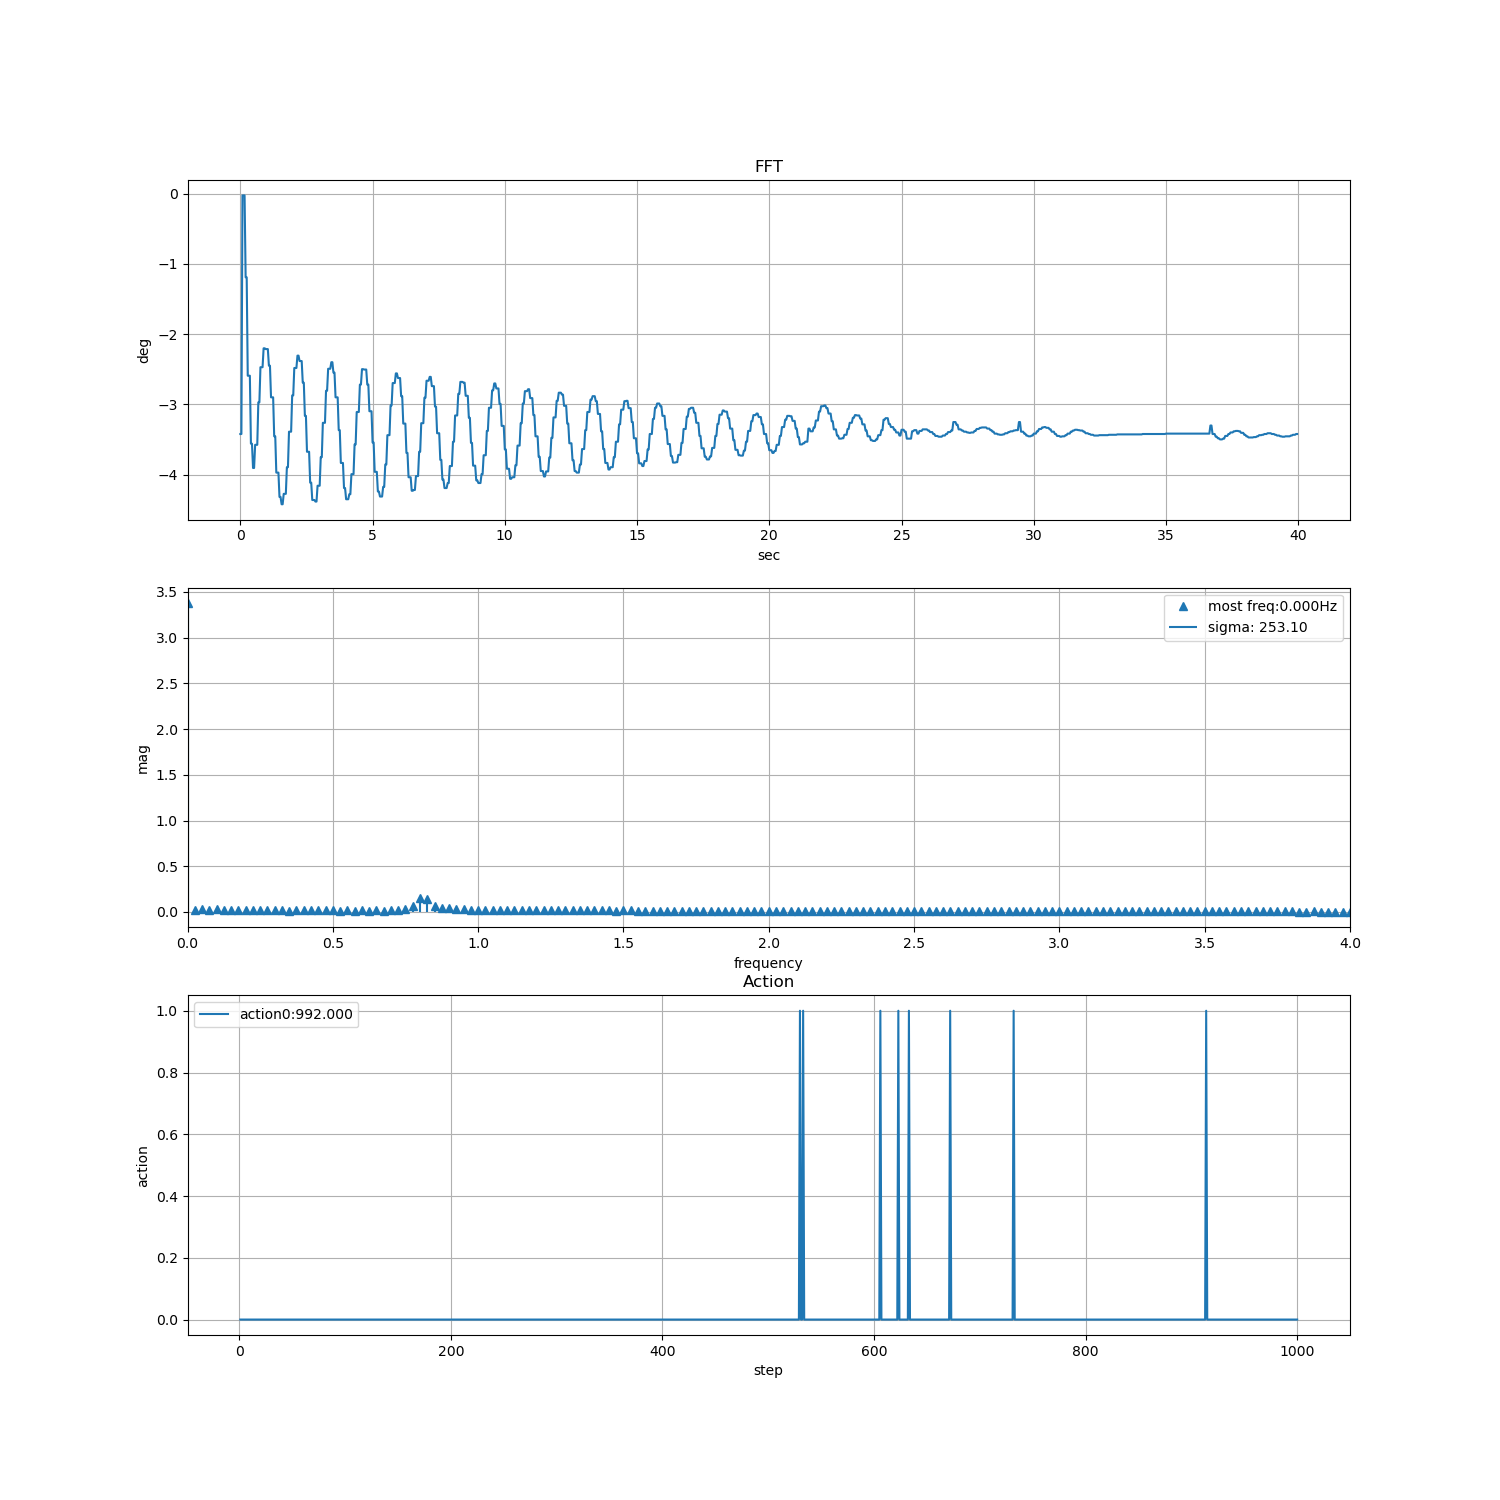 FFT
0
−1
−2
−3
−4
deg
0 5 10 15 20 25 30 35 40
sec
3.5
3.0
2.5
2.0
1.5
1.0
0.5
0.0
mag
most freq:0.000Hz
sigma: 253.10
0.0 0.5 1.0 1.5 2.0 2.5 3.0 3.5 4.0
frequency
Action
1.0
0.8
0.6
0.4
0.2
0.0
action
action0:992.000
0 200 400 600 800 1000
step